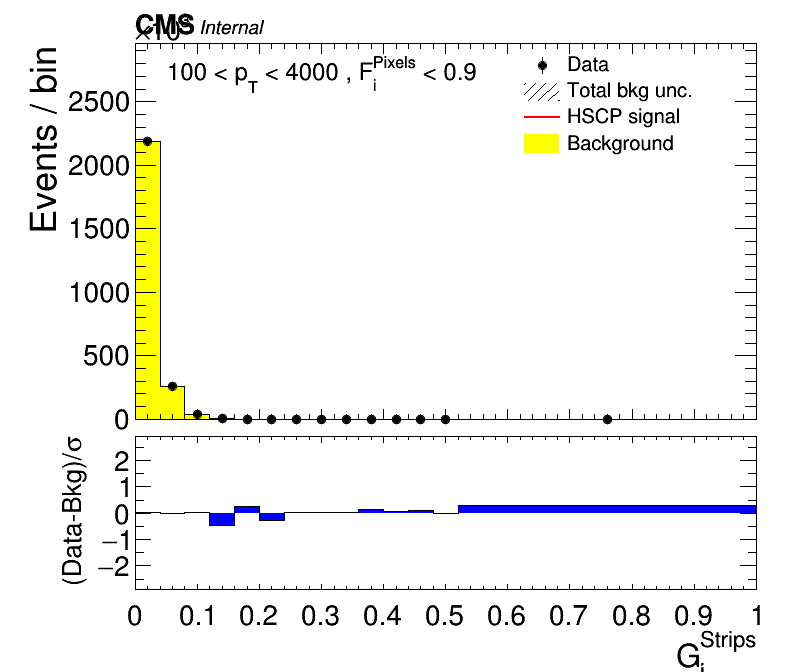 CMS Internal
100 < p_T < 4000 , F_i^Pixels < 0.9
Data
Total bkg unc.
HSCP signal
Background
Events / bin
2500
2000
1500
1000
500
0
(Data-Bkg)/σ
2
1
0
−1
−2
0 0.1 0.2 0.3 0.4 0.5 0.6 0.7 0.8 0.9 1
G_i^Strips